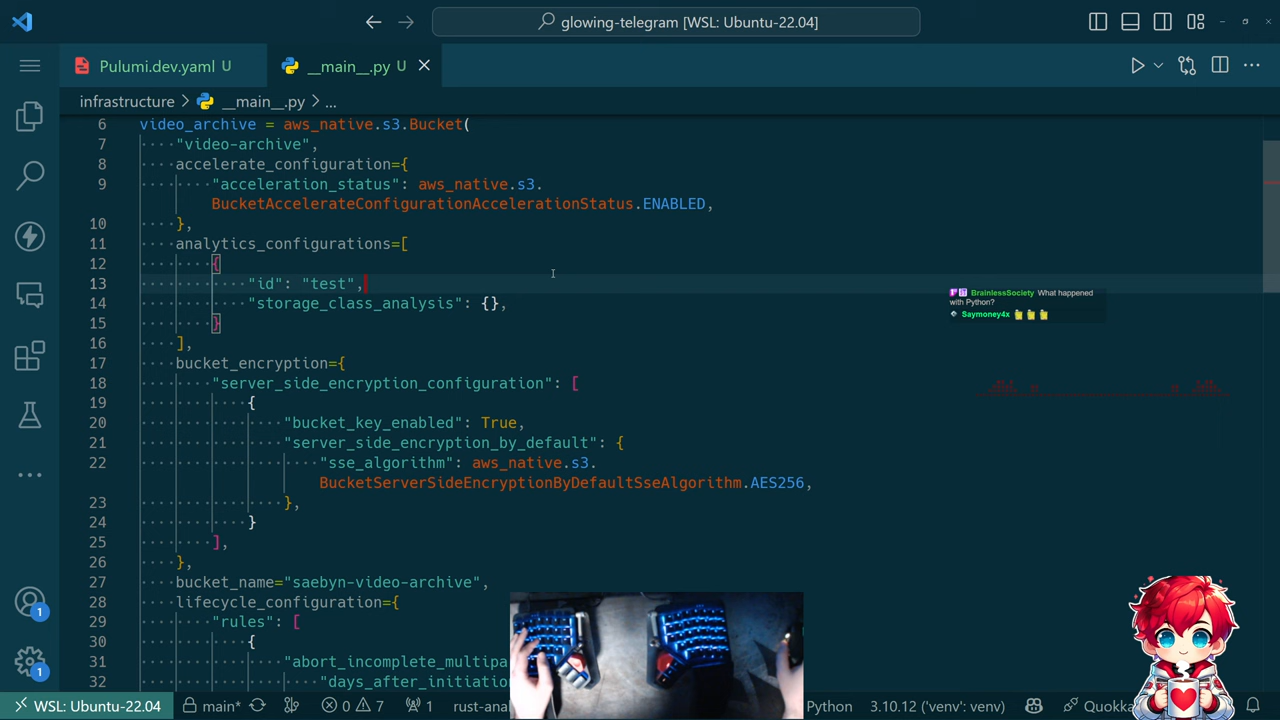 glowing-telegram [WSL: Ubuntu-22.04]
Pulumi.dev.yaml U
__main__.py U
infrastructure > __main__.py > ...
6 video_archive = aws_native.s3.Bucket(
7 "video-archive",
8 accelerate_configuration={
9 "acceleration_status": aws_native.s3.
BucketAccelerateConfigurationAccelerationStatus.ENABLED,
10 },
11 analytics_configurations=[
12 {
13 "id": "test",
14 "storage_class_analysis": {},
15 }
16 ],
17 bucket_encryption={
18 "server_side_encryption_configuration": [
19 {
20 "bucket_key_enabled": True,
21 "server_side_encryption_by_default": {
22 "sse_algorithm": aws_native.s3.
BucketServerSideEncryptionByDefaultSseAlgorithm.AES256,
23 },
24 }
25 ],
26 },
27 bucket_name="saebyn-video-archive",
28 lifecycle_configuration={
29 "rules": [
30 {
31 "abort_incomplete_multipa
32 "days_after_initiation
BrainlessSociety What happened
with Python?
Saymoney4x
1
1
WSL: Ubuntu-22.04 main* 0 7 1 rust-an Python 3.10.12 ('venv': venv) Quokka